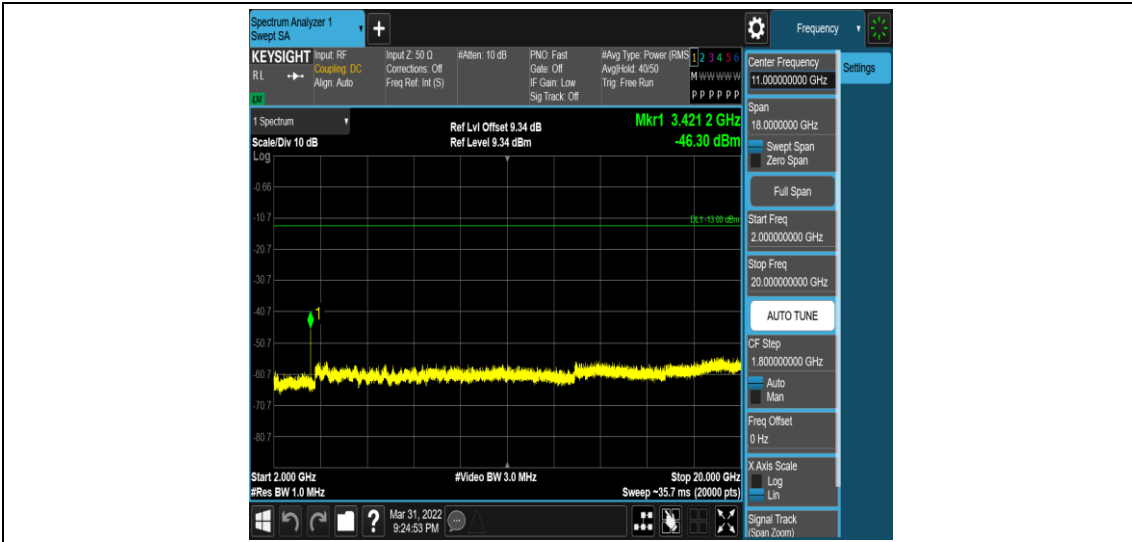 Spectrum Analyzer 1
Swept SA
+
Frequency
KEYSIGHT
RL
LNI
Input: RF
Coupling: DC
Align: Auto
Input Z: 50 Ω
Corrections: Off
Freq Ref: Int (S)
#Atten: 10 dB
PNO: Fast
Gate: Off
IF Gain: Low
Sig Track: Off
#Avg Type: Power (RMS
Avg|Hold: 40/50
Trig: Free Run
1 2 3 4 5 6
M W W W W W
P P P P P P
1 Spectrum
Scale/Div 10 dB
Log
Ref Lvl Offset 9.34 dB
Ref Level 9.34 dBm
Mkr1 3.421 2 GHz
-46.30 dBm
-0.66
-10.7
DL1 -13.00 dBm
-20.7
-30.7
-40.7
1
-50.7
-60.7
-70.7
-80.7
Start 2.000 GHz
#Res BW 1.0 MHz
#Video BW 3.0 MHz
Stop 20.000 GHz
Sweep ~35.7 ms (20000 pts)
Mar 31, 2022
9:24:53 PM
?
Center Frequency
11.000000000 GHz
Settings
Span
18.0000000 GHz
Swept Span
Zero Span
Full Span
Start Freq
2.000000000 GHz
Stop Freq
20.000000000 GHz
AUTO TUNE
CF Step
1.800000000 GHz
Auto
Man
Freq Offset
0 Hz
X Axis Scale
Log
Lin
Signal Track
(Span Zoom)